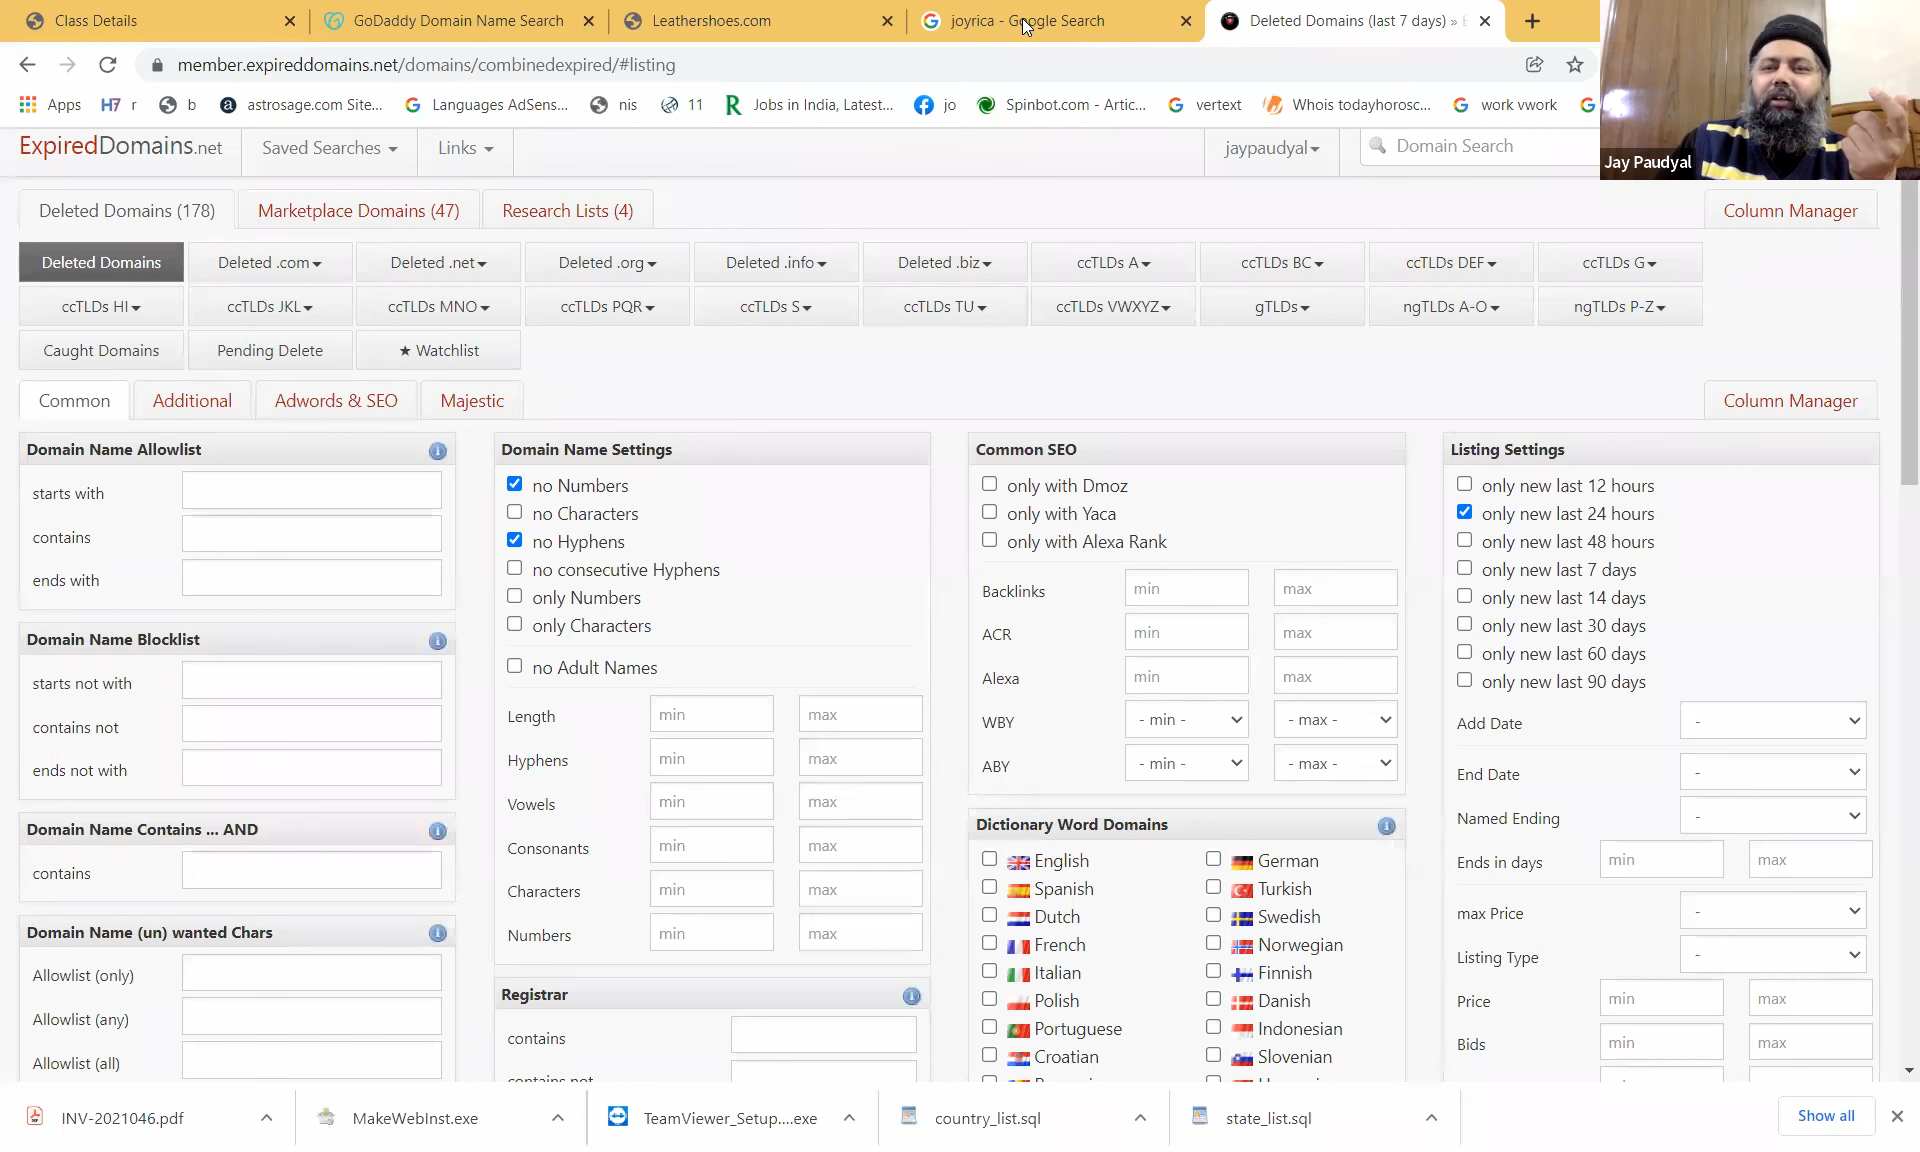 Class Details
GoDaddy Domain Name Search
Leathershoes.com
joyrica - Google Search
Deleted Domains (last 7 days) »
member.expireddomains.net/domains/combinedexpired/#listing
Apps
H7 r
b
a astrosage.com Site...
Languages AdSens...
nis
11
R Jobs in India, Latest...
jo
Spinbot.com - Artic...
vertext
Whois todayhorosc...
work vwork
Jay Paudyal
ExpiredDomains.net
Saved Searches
Links
jaypaudyal
Domain Search
Deleted Domains (178)
Marketplace Domains (47)
Research Lists (4)
Column Manager
Deleted Domains
Deleted .com
Deleted .net
Deleted .org
Deleted .info
Deleted .biz
ccTLDs A
ccTLDs BC
ccTLDs DEF
ccTLDs G
ccTLDs HI
ccTLDs JKL
ccTLDs MNO
ccTLDs PQR
ccTLDs S
ccTLDs TU
ccTLDs VWXYZ
gTLDs
ngTLDs A-O
ngTLDs P-Z
Caught Domains
Pending Delete
★ Watchlist
Common
Additional
Adwords & SEO
Majestic
Column Manager
Domain Name Allowlist
starts with
contains
ends with
Domain Name Blocklist
starts not with
contains not
ends not with
Domain Name Contains ... AND
contains
Domain Name (un) wanted Chars
Allowlist (only)
Allowlist (any)
Allowlist (all)
Domain Name Settings
no Numbers
no Characters
no Hyphens
no consecutive Hyphens
only Numbers
only Characters
no Adult Names
Length min max
Hyphens min max
Vowels min max
Consonants min max
Characters min max
Numbers min max
Registrar
contains
contains not
Common SEO
only with Dmoz
only with Yaca
only with Alexa Rank
Backlinks min max
ACR min max
Alexa min max
WBY - min - - max -
ABY - min - - max -
Dictionary Word Domains
English German
Spanish Turkish
Dutch Swedish
French Norwegian
Italian Finnish
Polish Danish
Portuguese Indonesian
Croatian Slovenian
Listing Settings
only new last 12 hours
only new last 24 hours
only new last 48 hours
only new last 7 days
only new last 14 days
only new last 30 days
only new last 60 days
only new last 90 days
Add Date -
End Date -
Named Ending -
Ends in days min max
max Price -
Listing Type -
Price min max
Bids min max
INV-2021046.pdf
MakeWebInst.exe
TeamViewer_Setup....exe
country_list.sql
state_list.sql
Show all